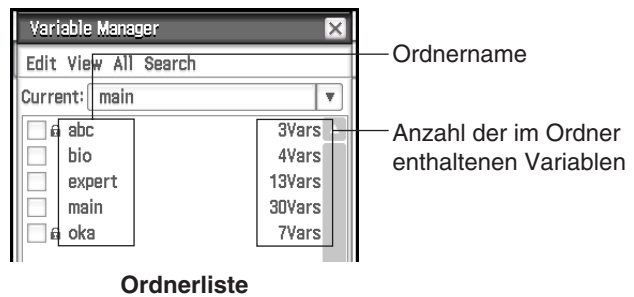 Variable Manager
Edit View All Search
Ordnername
Current: main
abc 3Vars
Anzahl der im Ordner
enthaltenen Variablen
bio 4Vars
expert 13Vars
main 30Vars
oka 7Vars
Ordnerliste